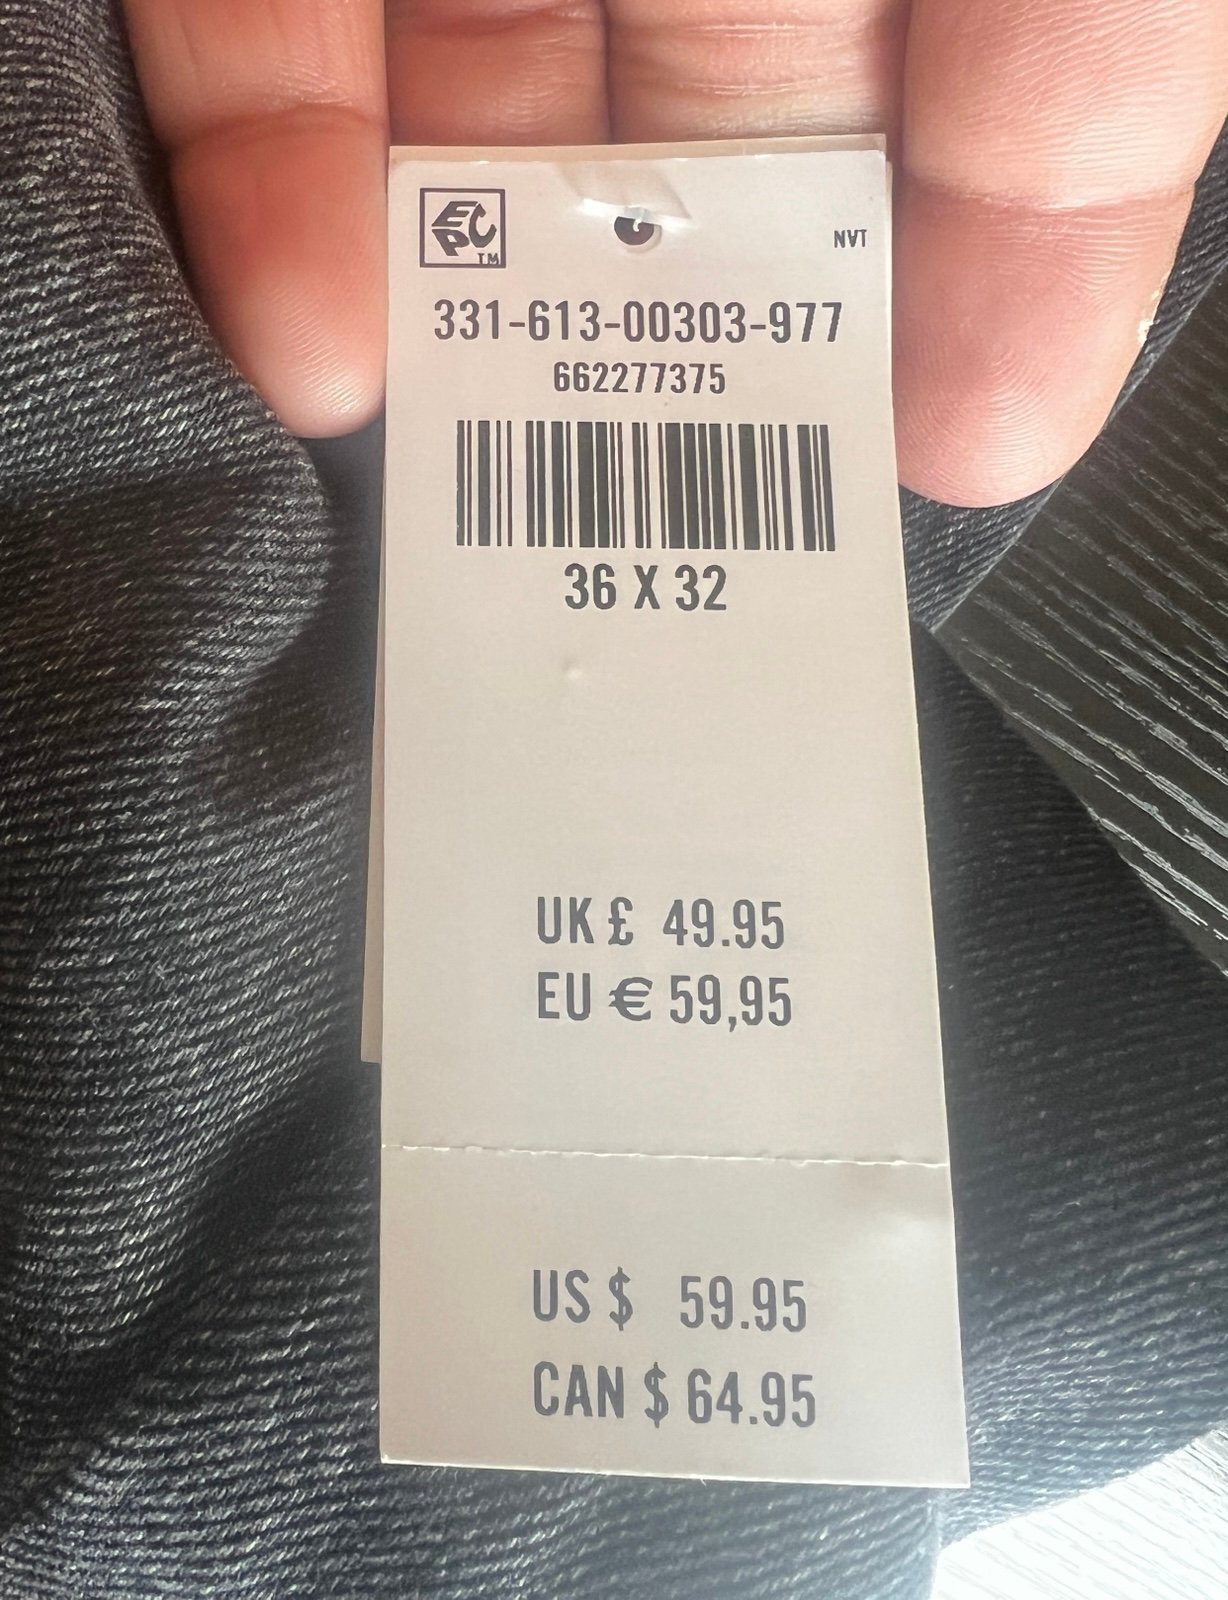 EPC
TM
NVT
331-613-00303-977
662277375
36 X 32
UK £ 49.95
EU € 59,95
US $ 59.95
CAN $ 64.95